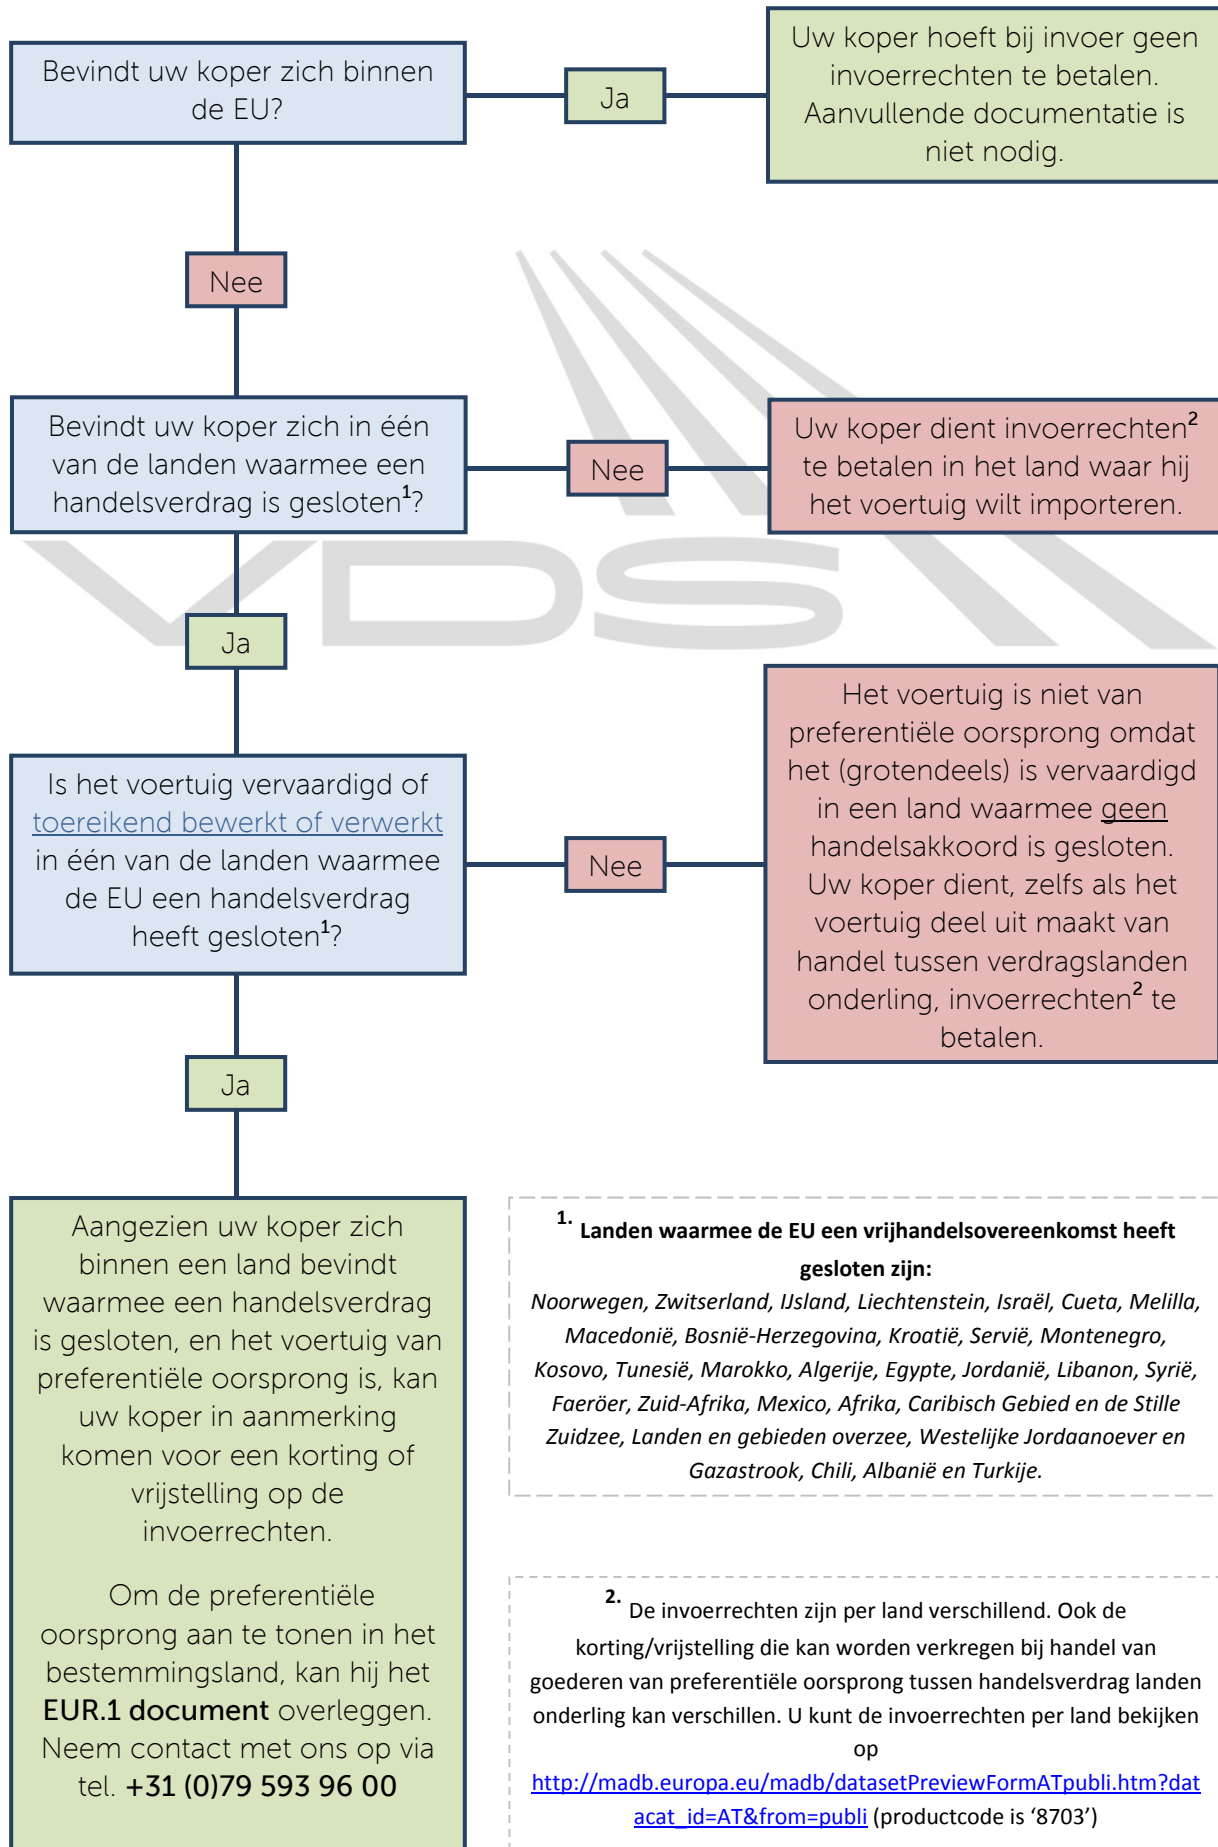 Bevindt uw koper zich binnen
de EU?
Ja
Uw koper hoeft bij invoer geen
invoerrechten te betalen.
Aanvullende documentatie is
niet nodig.
Nee
Bevindt uw koper zich in één
van de landen waarmee een
handelsverdrag is gesloten¹?
Nee
Uw koper dient invoerrechten²
te betalen in het land waar hij
het voertuig wilt importeren.
VDS
Ja
Is het voertuig vervaardigd of
toereikend bewerkt of verwerkt
in één van de landen waarmee
de EU een handelsverdrag
heeft gesloten¹?
Nee
Het voertuig is niet van
preferentiële oorsprong omdat
het (grotendeels) is vervaardigd
in een land waarmee geen
handelsakkoord is gesloten.
Uw koper dient, zelfs als het
voertuig deel uit maakt van
handel tussen verdragslanden
onderling, invoerrechten² te
betalen.
Ja
Aangezien uw koper zich
binnen een land bevindt
waarmee een handelsverdrag
is gesloten, en het voertuig van
preferentiële oorsprong is, kan
uw koper in aanmerking
komen voor een korting of
vrijstelling op de
invoerrechten.
Om de preferentiële
oorsprong aan te tonen in het
bestemmingsland, kan hij het
EUR.1 document overleggen.
Neem contact met ons op via
tel. +31 (0)79 593 96 00
1. Landen waarmee de EU een vrijhandelsovereenkomst heeft
gesloten zijn:
Noorwegen, Zwitserland, IJsland, Liechtenstein, Israël, Cueta, Melilla,
Macedonië, Bosnië-Herzegovina, Kroatië, Servië, Montenegro,
Kosovo, Tunesië, Marokko, Algerije, Egypte, Jordanië, Libanon, Syrië,
Faeröer, Zuid-Afrika, Mexico, Afrika, Caribisch Gebied en de Stille
Zuidzee, Landen en gebieden overzee, Westelijke Jordaanoever en
Gazastrook, Chili, Albanië en Turkije.
2. De invoerrechten zijn per land verschillend. Ook de
korting/vrijstelling die kan worden verkregen bij handel van
goederen van preferentiële oorsprong tussen handelsverdrag landen
onderling kan verschillen. U kunt de invoerrechten per land bekijken
op
http://madb.europa.eu/madb/datasetPreviewFormATpubli.htm?dat
acat_id=AT&from=publi (productcode is ‘8703’)